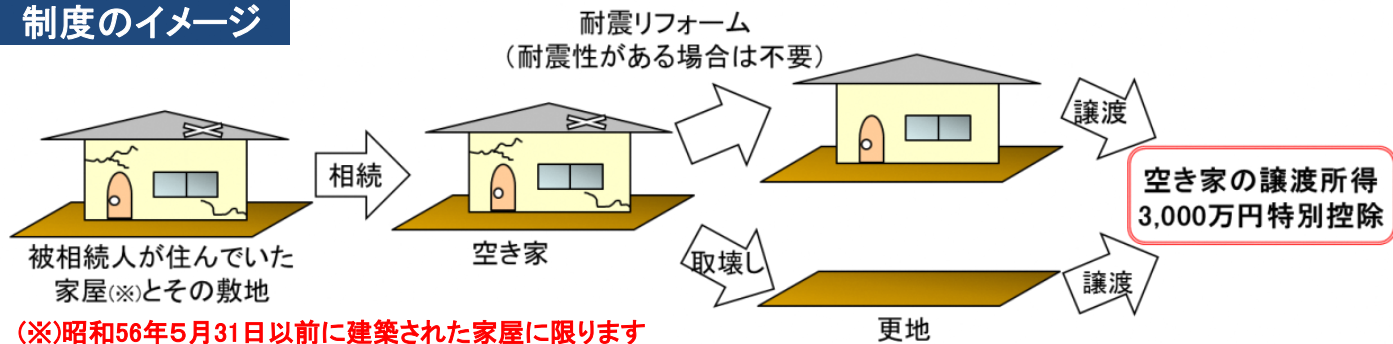 制度のイメージ
耐震リフォーム
（耐震性がある場合は不要）
被相続人が住んでいた
家屋(※)とその敷地
相続
空き家
取壊し
更地
譲渡
譲渡
空き家の譲渡所得
3,000万円特別控除
(※)昭和56年５月31日以前に建築された家屋に限ります